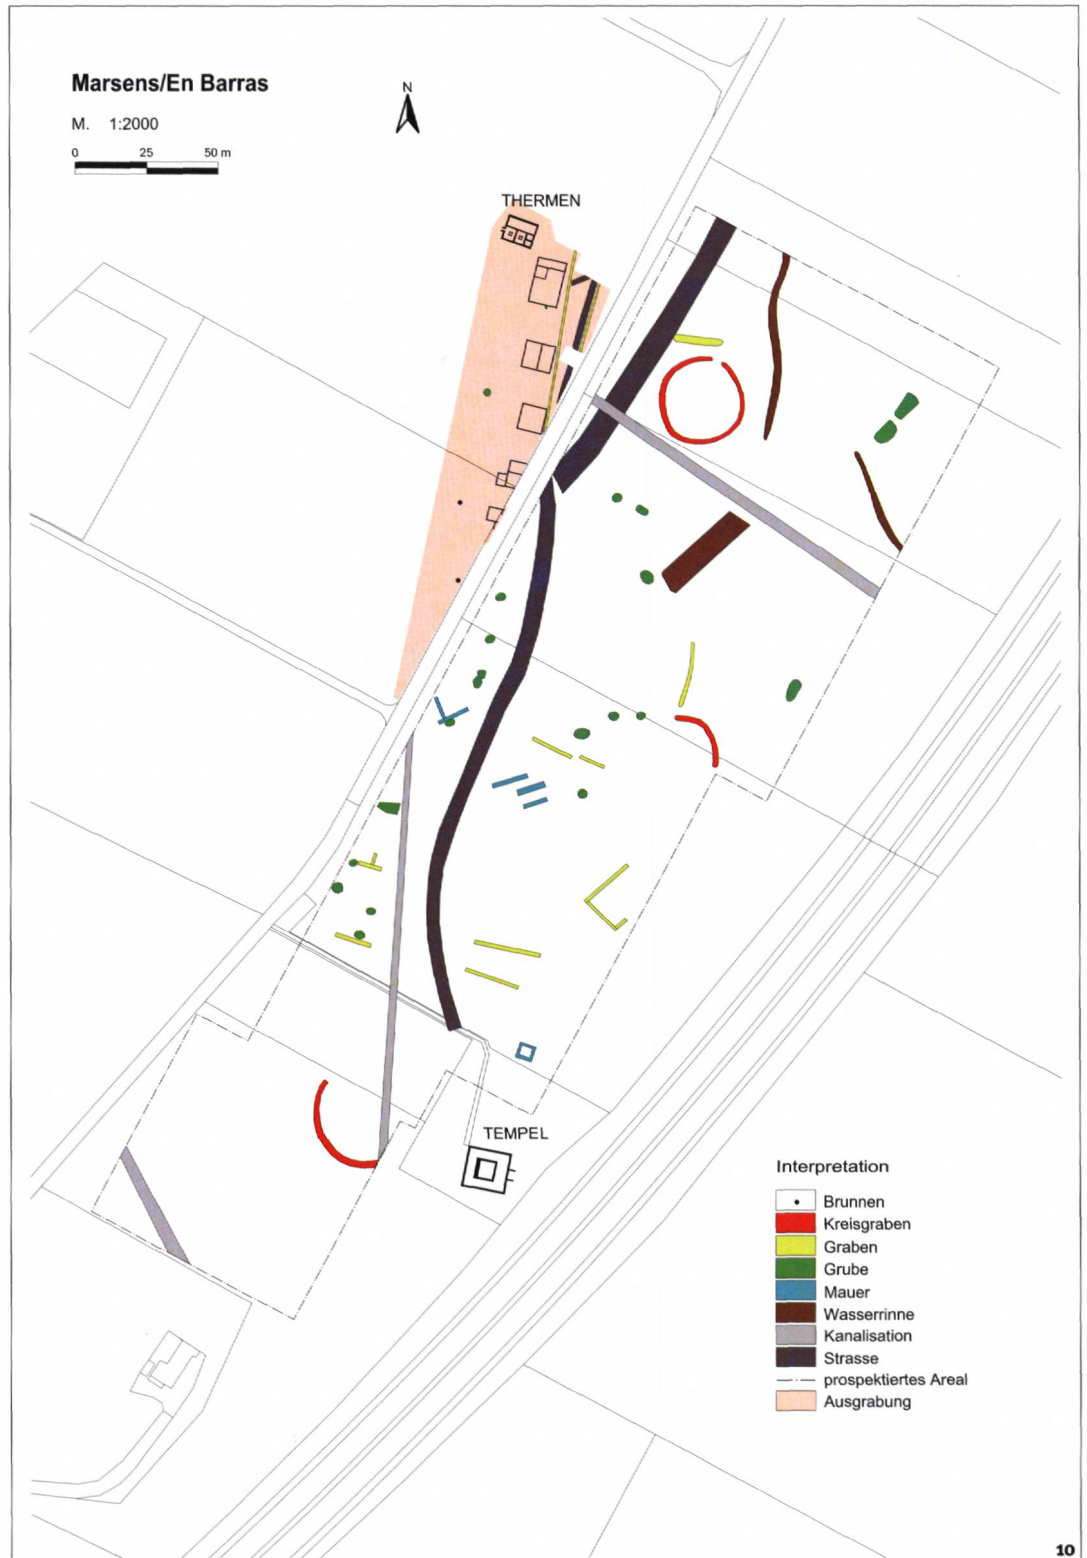 Marsens/En Barras
M. 1:2000
0 25 50 m
N
THERMEN
TEMPEL
Interpretation
Brunnen
Kreisgraben
Graben
Grube
Mauer
Wasserrinne
Kanalisation
Strasse
prospektiertes Areal
Ausgrabung
10